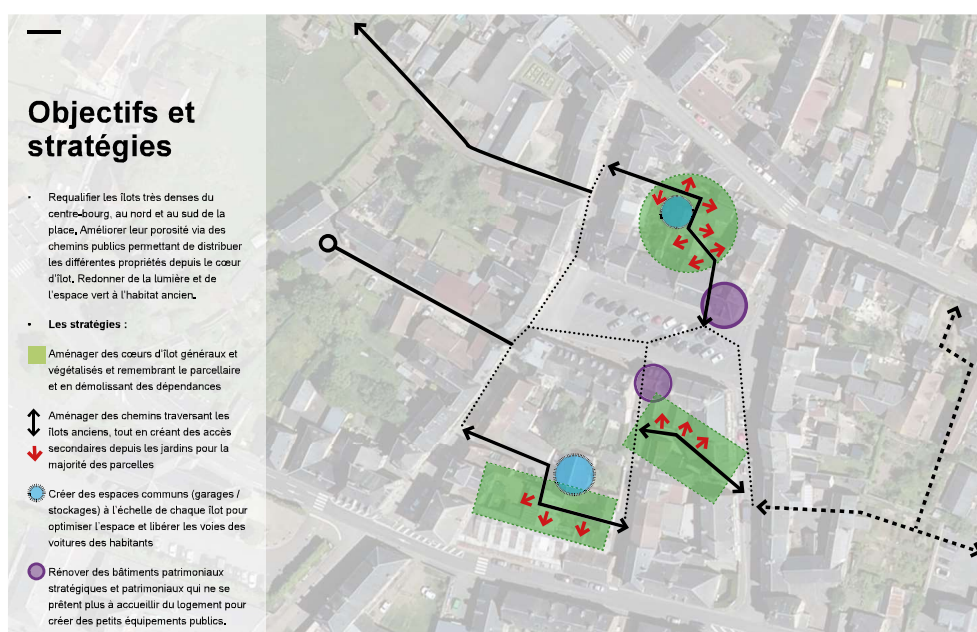 Objectifs et
stratégies
• Requalifier les îlots très denses du
centre-bourg, au nord et au sud de la
place. Améliorer leur porosité via des
chemins publics permettant de distribuer
les différentes propriétés depuis le cœur
d'îlot. Redonner de la lumière et de
l'espace vert à l'habitat ancien.
• Les stratégies :
Aménager des cœurs d'îlot généraux et
végétalisés et remembrant le parcellaire
et en démolissant des dépendances
Aménager des chemins traversant les
îlots anciens, tout en créant des accès
secondaires depuis les jardins pour la
majorité des parcelles
Créer des espaces communs (garages /
stockages) à l'échelle de chaque îlot pour
optimiser l'espace et libérer les voies des
voitures des habitants
Rénover des bâtiments patrimoniaux
stratégiques et patrimoniaux qui ne se
prêtent plus à accueillir du logement pour
créer des petits équipements publics.